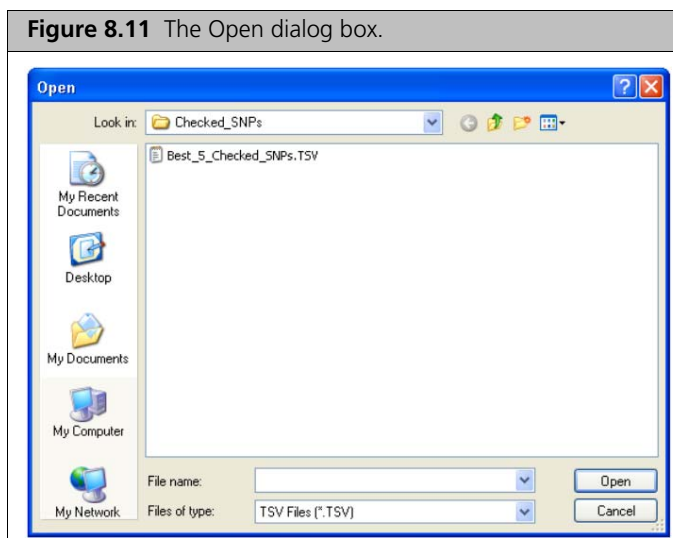 Figure 8.11 The Open dialog box.
Open
Look in:
Checked_SNPs
Best_5_Checked_SNPs.TSV
My Recent
Documents
Desktop
My Documents
My Computer
My Network
File name:
Open
Files of type:
TSV Files (*.TSV)
Cancel